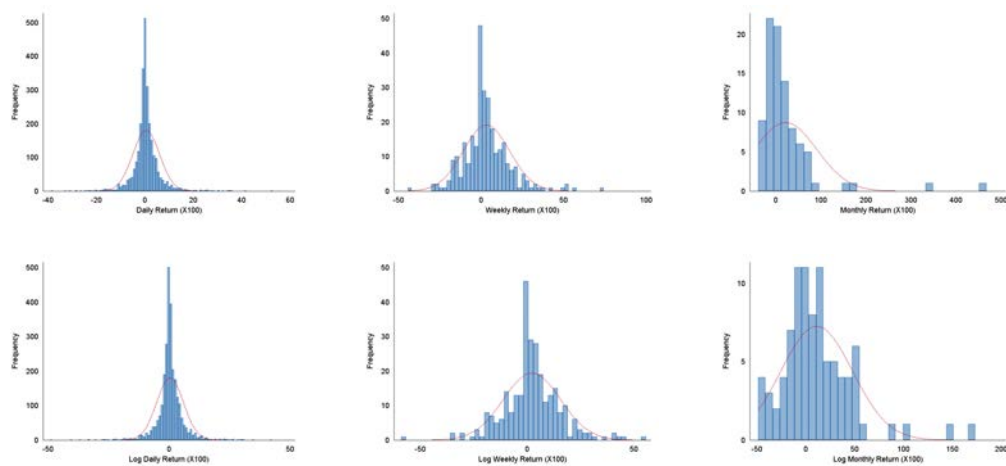 500
400
300
200
100
0
Frequency
-40 -20 0 20 40 60
Daily Return (X100)
50
40
30
20
10
0
Frequency
-50 0 50 100
Weekly Return (X100)
20
15
10
5
0
Frequency
0 100 200 300 400 500
Monthly Return (X100)
500
400
300
200
100
0
Frequency
-50 0 50
Log Daily Return (X100)
50
40
30
20
10
0
Frequency
-50 0 50
Log Weekly Return (X100)
10
5
0
Frequency
-50 0 50 100 150 200
Log Monthly Return (X100)